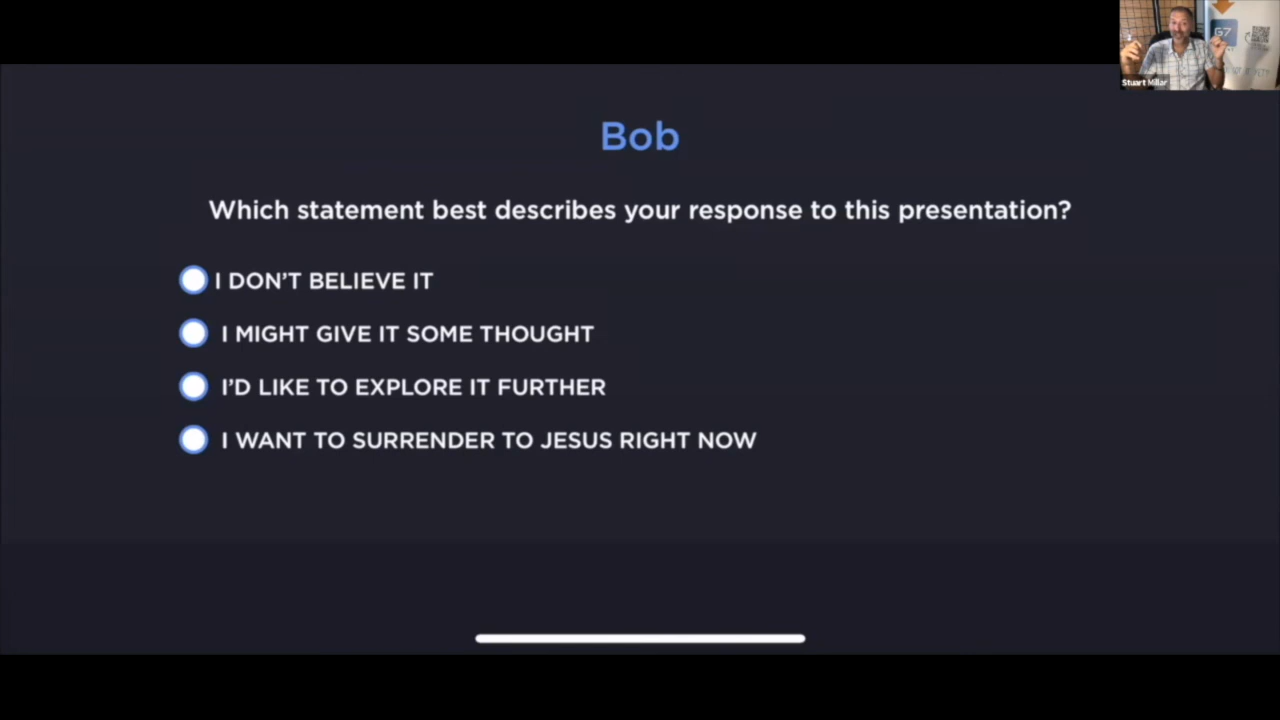 G7
Stuart Millar
Bob
Which statement best describes your response to this presentation?
I DON'T BELIEVE IT
I MIGHT GIVE IT SOME THOUGHT
I'D LIKE TO EXPLORE IT FURTHER
I WANT TO SURRENDER TO JESUS RIGHT NOW